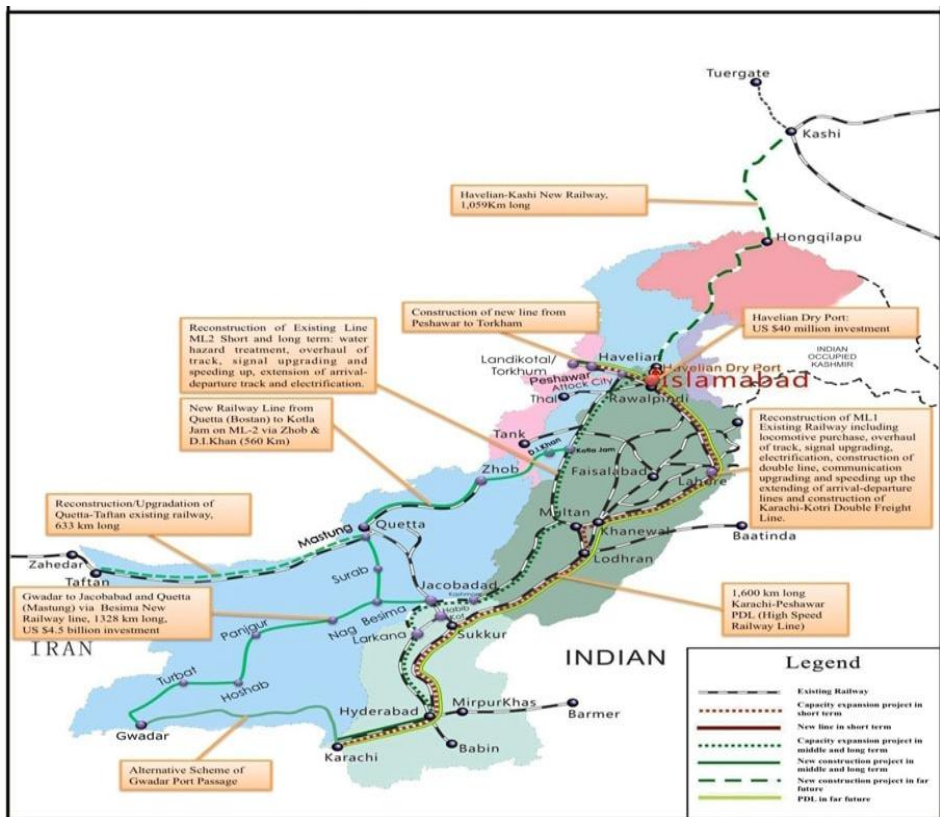 Tuergate
Kashi
Havelian-Kashi New Railway,
1,059Km long
Hongqilapu
Construction of new line from
Peshawar to Torkham
Havelian Dry Port:
US $40 million investment
Reconstruction of Existing Line
ML2 Short and long term: water
hazard treatment, overhaul of
track, signal upgrading and
speeding up, extension of arrival-
departure track and electrification.
Landikotal/
Torkhum
Havelian
Havelian Dry Port
INDIAN
OCCUPIED
KASHMIR
Peshawar
Attock City
Islamabad
Rawalpindi
Thal
New Railway Line from
Quetta (Bostan) to Kotla
Jam on ML-2 via Zhob &
D.I.Khan (560 Km)
Reconstruction of ML1
Existing Railway including
locomotive purchase, overhaul
of track, signal upgrading,
electrification, construction of
double line, communication
upgrading and speeding up the
extending of arrival-departure
lines and construction of
Karachi-Kotri Double Freight
Line.
Tank
D.I.Khan
Kotla Jam
Zhob
Faisalabad
Lahore
Reconstruction/Upgradation of
Quetta-Taftan existing railway,
633 km long
Mastung
Quetta
Multan
Khanewal
Baatinda
Lodhran
Zahedar
Taftan
Surab
Jacobadad
Kashmore
Gwadar to Jacobabad and Quetta
(Mastung) via Besima New
Railway line, 1328 km long,
US $4.5 billion investment
1,600 km long
Karachi-Peshawar
PDL (High Speed
Railway Line)
Panjgur
Nag
Besima
Habib
Kot
Larkana
Sukkur
IRAN
INDIAN
Turbat
Hoshab
Gwadar
Hyderabad
MirpurKhas
Barmer
Karachi
Babin
Alternative Scheme of
Gwadar Port Passage
Legend
Existing Railway
Capacity expansion project in
short term
New line in short term
Capacity expansion project in
middle and long term
New construction project in
middle and long term
New construction project in far
future
PDL in far future